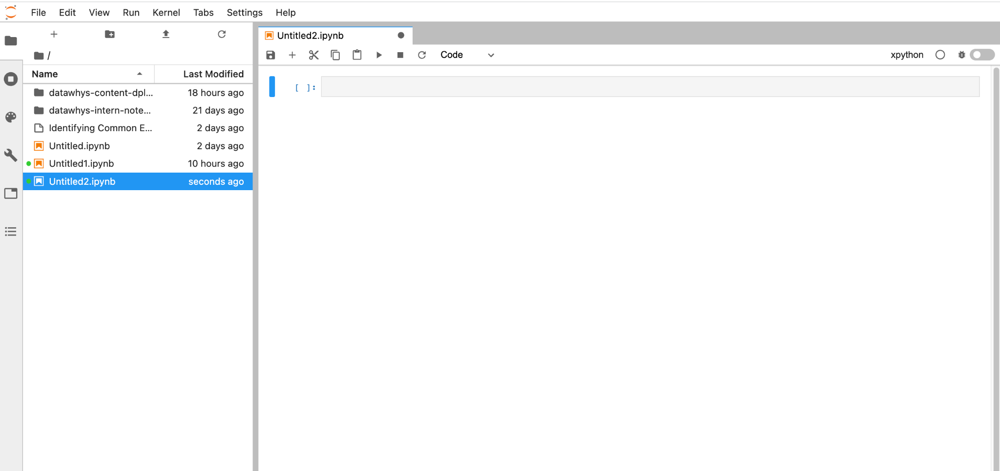 File Edit View Run Kernel Tabs Settings Help
Untitled2.ipynb
/
Code
xpython
Name Last Modified
[ ]:
datawhys-content-dpl... 18 hours ago
datawhys-intern-note... 21 days ago
Identifying Common E... 2 days ago
Untitled.ipynb 2 days ago
Untitled1.ipynb 10 hours ago
Untitled2.ipynb seconds ago